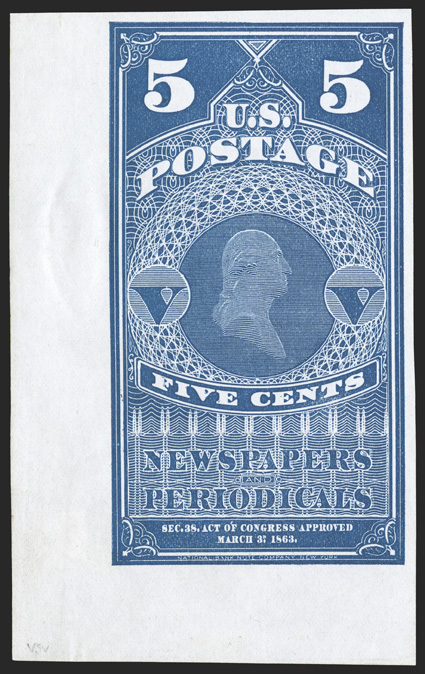 5 5
U.S.
POSTAGE
V V
FIVE CENTS
NEWSPAPERS
AND
PERIODICALS
SEC. 38, ACT OF CONGRESS APPROVED
MARCH 3? 1863.
NATIONAL BANK NOTE COMPANY, NEW YORK